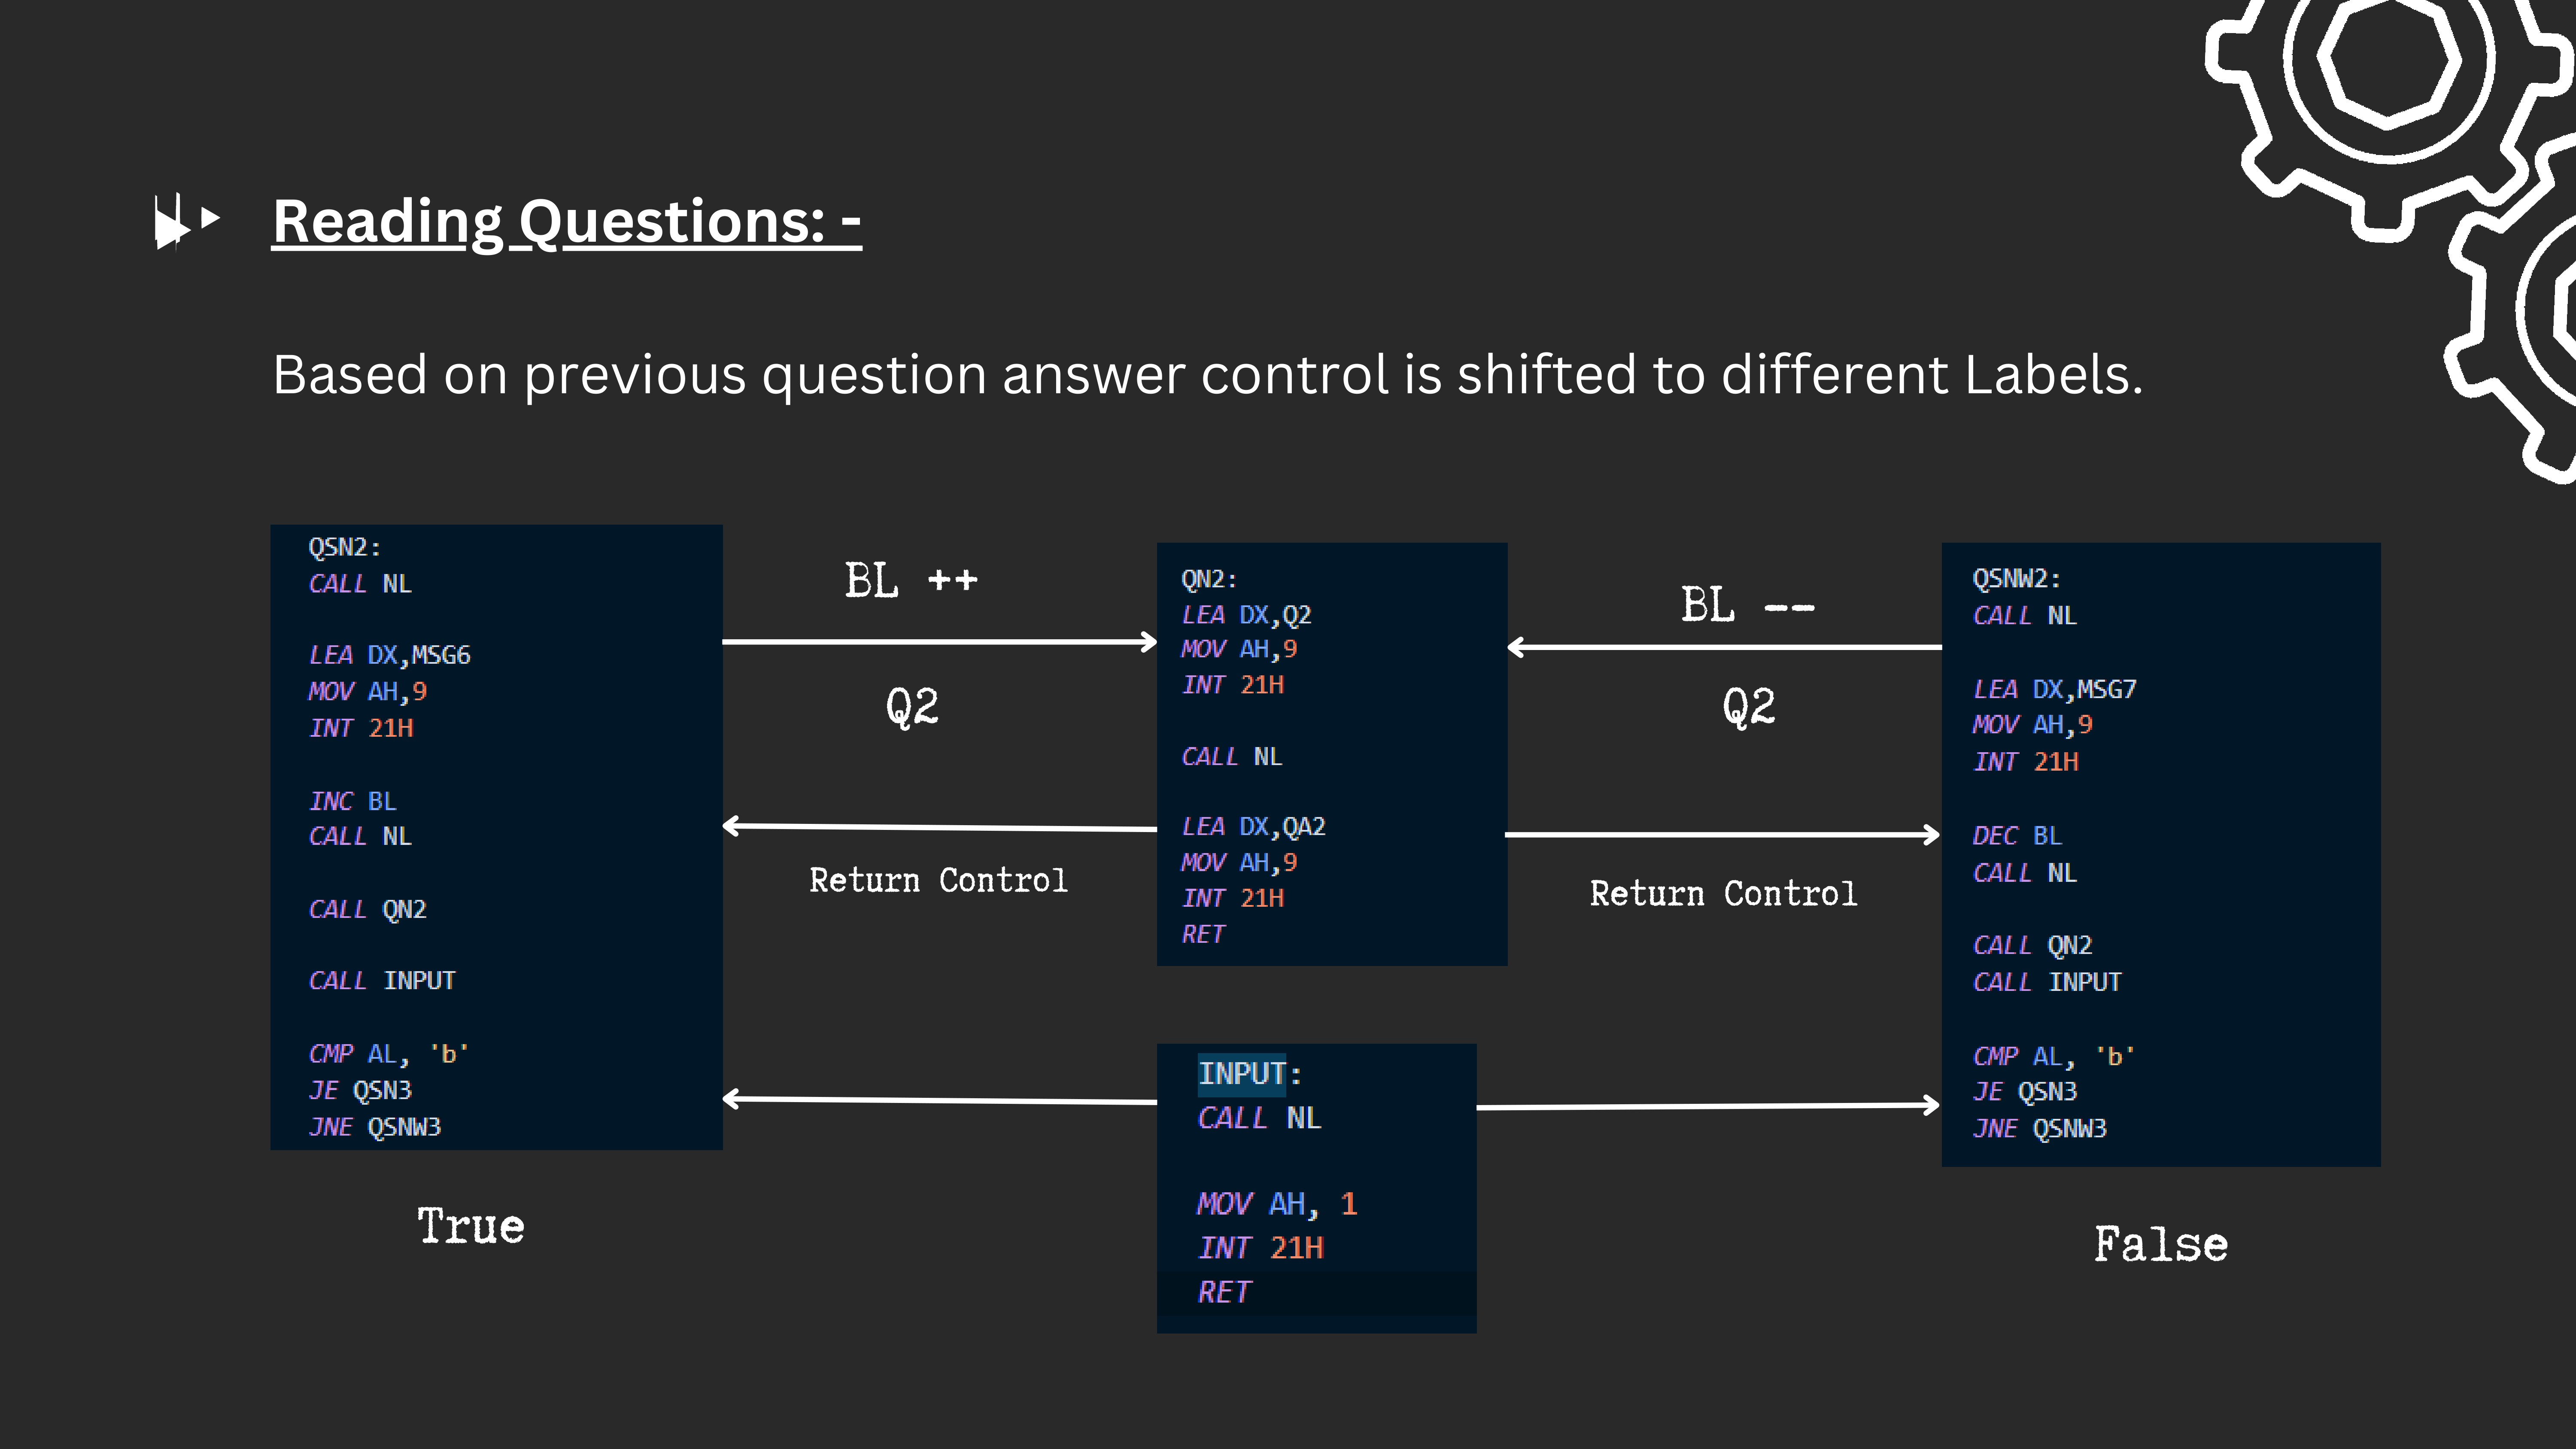 Reading Questions: -
Based on previous question answer control is shifted to different Labels.
QSN2:
CALL NL
LEA DX,MSG6
MOV AH,9
INT 21H
INC BL
CALL NL
CALL QN2
CALL INPUT
CMP AL, 'b'
JE QSN3
JNE QSNW3
True
BL ++
Q2
Return Control
QN2:
LEA DX,Q2
MOV AH,9
INT 21H
CALL NL
LEA DX,QA2
MOV AH,9
INT 21H
RET
INPUT:
CALL NL
MOV AH, 1
INT 21H
RET
BL --
Q2
Return Control
QSNW2:
CALL NL
LEA DX,MSG7
MOV AH,9
INT 21H
DEC BL
CALL NL
CALL QN2
CALL INPUT
CMP AL, 'b'
JE QSN3
JNE QSNW3
False